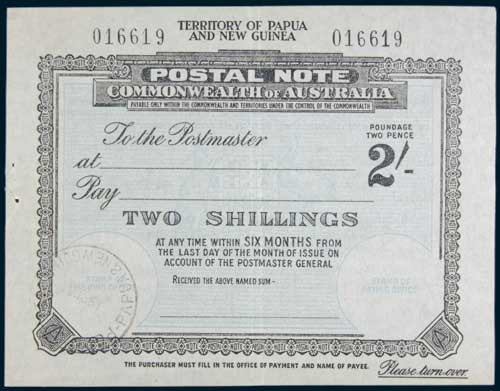 TERRITORY OF PAPUA
016619 AND NEW GUINEA 016619
POSTAL NOTE
COMMONWEALTH OF AUSTRALIA
PAYABLE ONLY WITHIN THE COMMONWEALTH AND TERRITORIES UNDER THE CONTROL OF THE COMMONWEALTH
To the Postmaster
POUNDAGE
TWO PENCE
at
2/-
Pay
TWO SHILLINGS
AT ANY TIME WITHIN SIX MONTHS FROM
THE LAST DAY OF THE MONTH OF ISSUE ON
ACCOUNT OF THE POSTMASTER GENERAL
RECEIVED THE ABOVE NAMED SUM -
STAMP OF
PAYING OFFICE
THE PURCHASER MUST FILL IN THE OFFICE OF PAYMENT AND NAME OF PAYEE.
Please turn over.